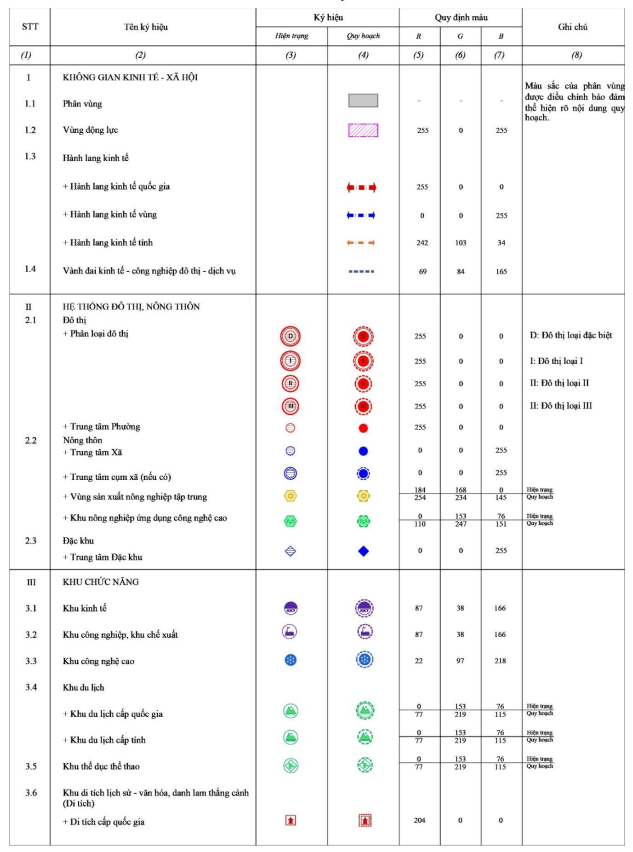 STT Tên ký hiệu Ký hiệu Quy định màu Ghi chú
Hiện trạng Quy hoạch R G B
(1) (2) (3) (4) (5) (6) (7) (8)
1 KHÔNG GIAN KINH TẾ - XÃ HỘI
Màu sắc của phân vùng
được điều chỉnh bảo đảm
thể hiện rõ nội dung quy
hoạch.
1.1 Phân vùng - - -
1.2 Vùng động lực 255 0 255
1.3 Hành lang kinh tế
+ Hành lang kinh tế quốc gia 255 0 0
+ Hành lang kinh tế vùng 0 0 255
+ Hành lang kinh tế tỉnh 242 103 34
1.4 Vành đai kinh tế - công nghiệp đô thị - dịch vụ 69 84 165
II HỆ THỐNG ĐÔ THỊ, NÔNG THÔN
2.1 Đô thị
+ Phân loại đô thị D 255 0 0 D: Đô thị loại đặc biệt
I 255 0 0 I: Đô thị loại I
II 255 0 0 II: Đô thị loại II
III 255 0 0 II: Đô thị loại III
+ Trung tâm Phường 255 0 0
2.2 Nông thôn
+ Trung tâm Xã 0 0 255
+ Trung tâm cụm xã (nếu có) 0 0 255
+ Vùng sản xuất nông nghiệp tập trung 184 168 0 Hiện trạng
254 234 145 Quy hoạch
+ Khu nông nghiệp ứng dụng công nghệ cao 0 153 76 Hiện trạng
110 247 151 Quy hoạch
2.3 Đặc khu
+ Trung tâm Đặc khu 0 0 255
III KHU CHỨC NĂNG
3.1 Khu kinh tế KKT KKT 87 38 166
3.2 Khu công nghiệp, khu chế xuất 87 38 166
3.3 Khu công nghệ cao 22 97 218
3.4 Khu du lịch
+ Khu du lịch cấp quốc gia 0 153 76 Hiện trạng
77 219 115 Quy hoạch
+ Khu du lịch cấp tỉnh 0 153 76 Hiện trạng
77 219 115 Quy hoạch
3.5 Khu thể dục thể thao 0 153 76 Hiện trạng
77 219 115 Quy hoạch
3.6 Khu di tích lịch sử - văn hóa, danh lam thắng cảnh
(Di tích)
+ Di tích cấp quốc gia 204 0 0